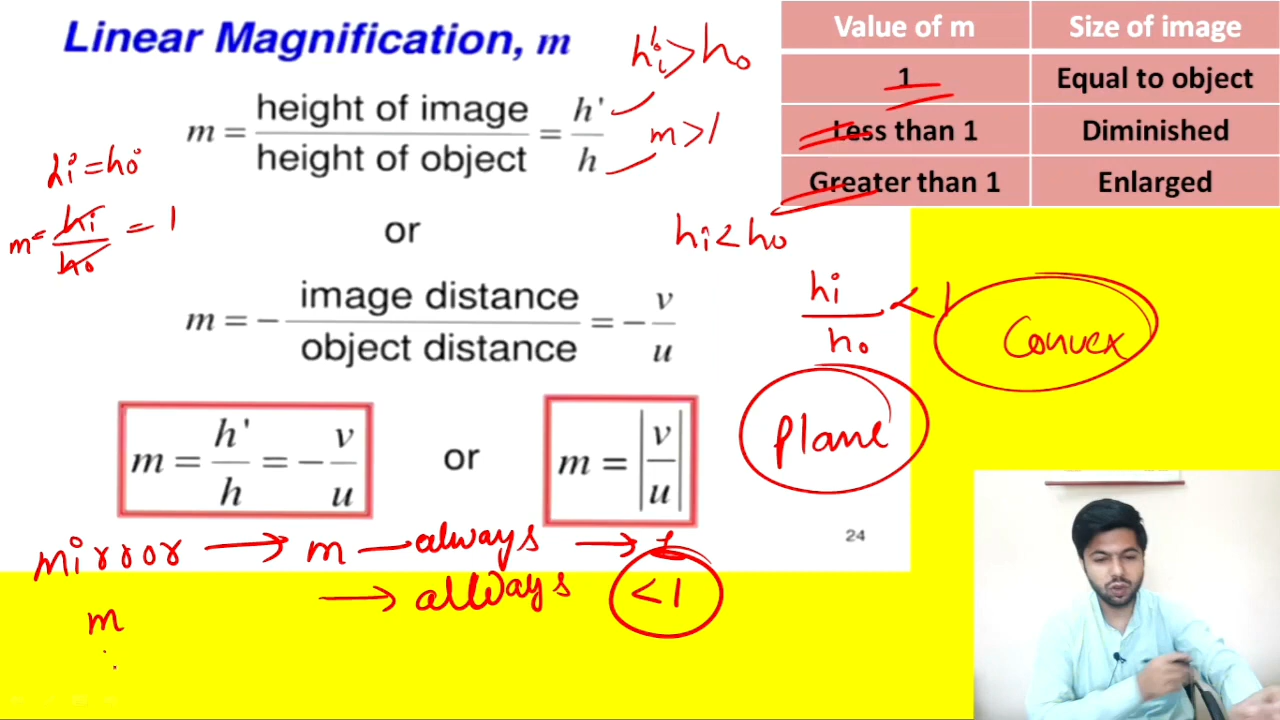 Linear Magnification, m
m = height of image / height of object = h' / h
or
m = − image distance / object distance = − v / u
m = h' / h = − v / u
or
m = | v / u |
24
Value of m Size of image
1 Equal to object
Less than 1 Diminished
Greater than 1 Enlarged
hi > ho
m > 1
hi = ho
m = hi / ho = 1
hi < ho
hi / ho < 1
Convex
Plane
mirror → m — always → 1
→ allways < 1
m